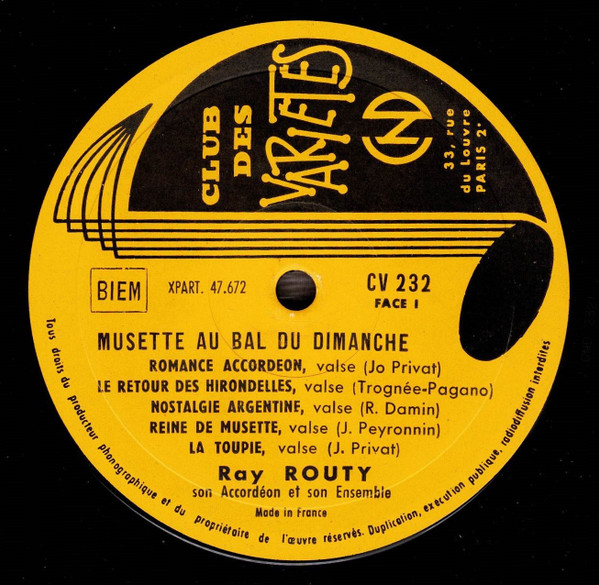 CLUB
DES
VARIETES
CN
33, rue
du Louvre
PARIS 2e
BIEM
XPART. 47.672
CV 232
FACE I
MUSETTE AU BAL DU DIMANCHE
ROMANCE ACCORDEON, valse (Jo Privat)
LE RETOUR DES HIRONDELLES, valse (Trognée-Pagano)
NOSTALGIE ARGENTINE, valse (R. Damin)
REINE DE MUSETTE, valse (J. Peyronnin)
LA TOUPIE, valse (J. Privat)
Ray ROUTY
son Accordéon et son Ensemble
Made in France
Tous droits du producteur phonographique et du propriétaire de l'œuvre réservés. Duplication, exécution publique, radiodiffusion interdites